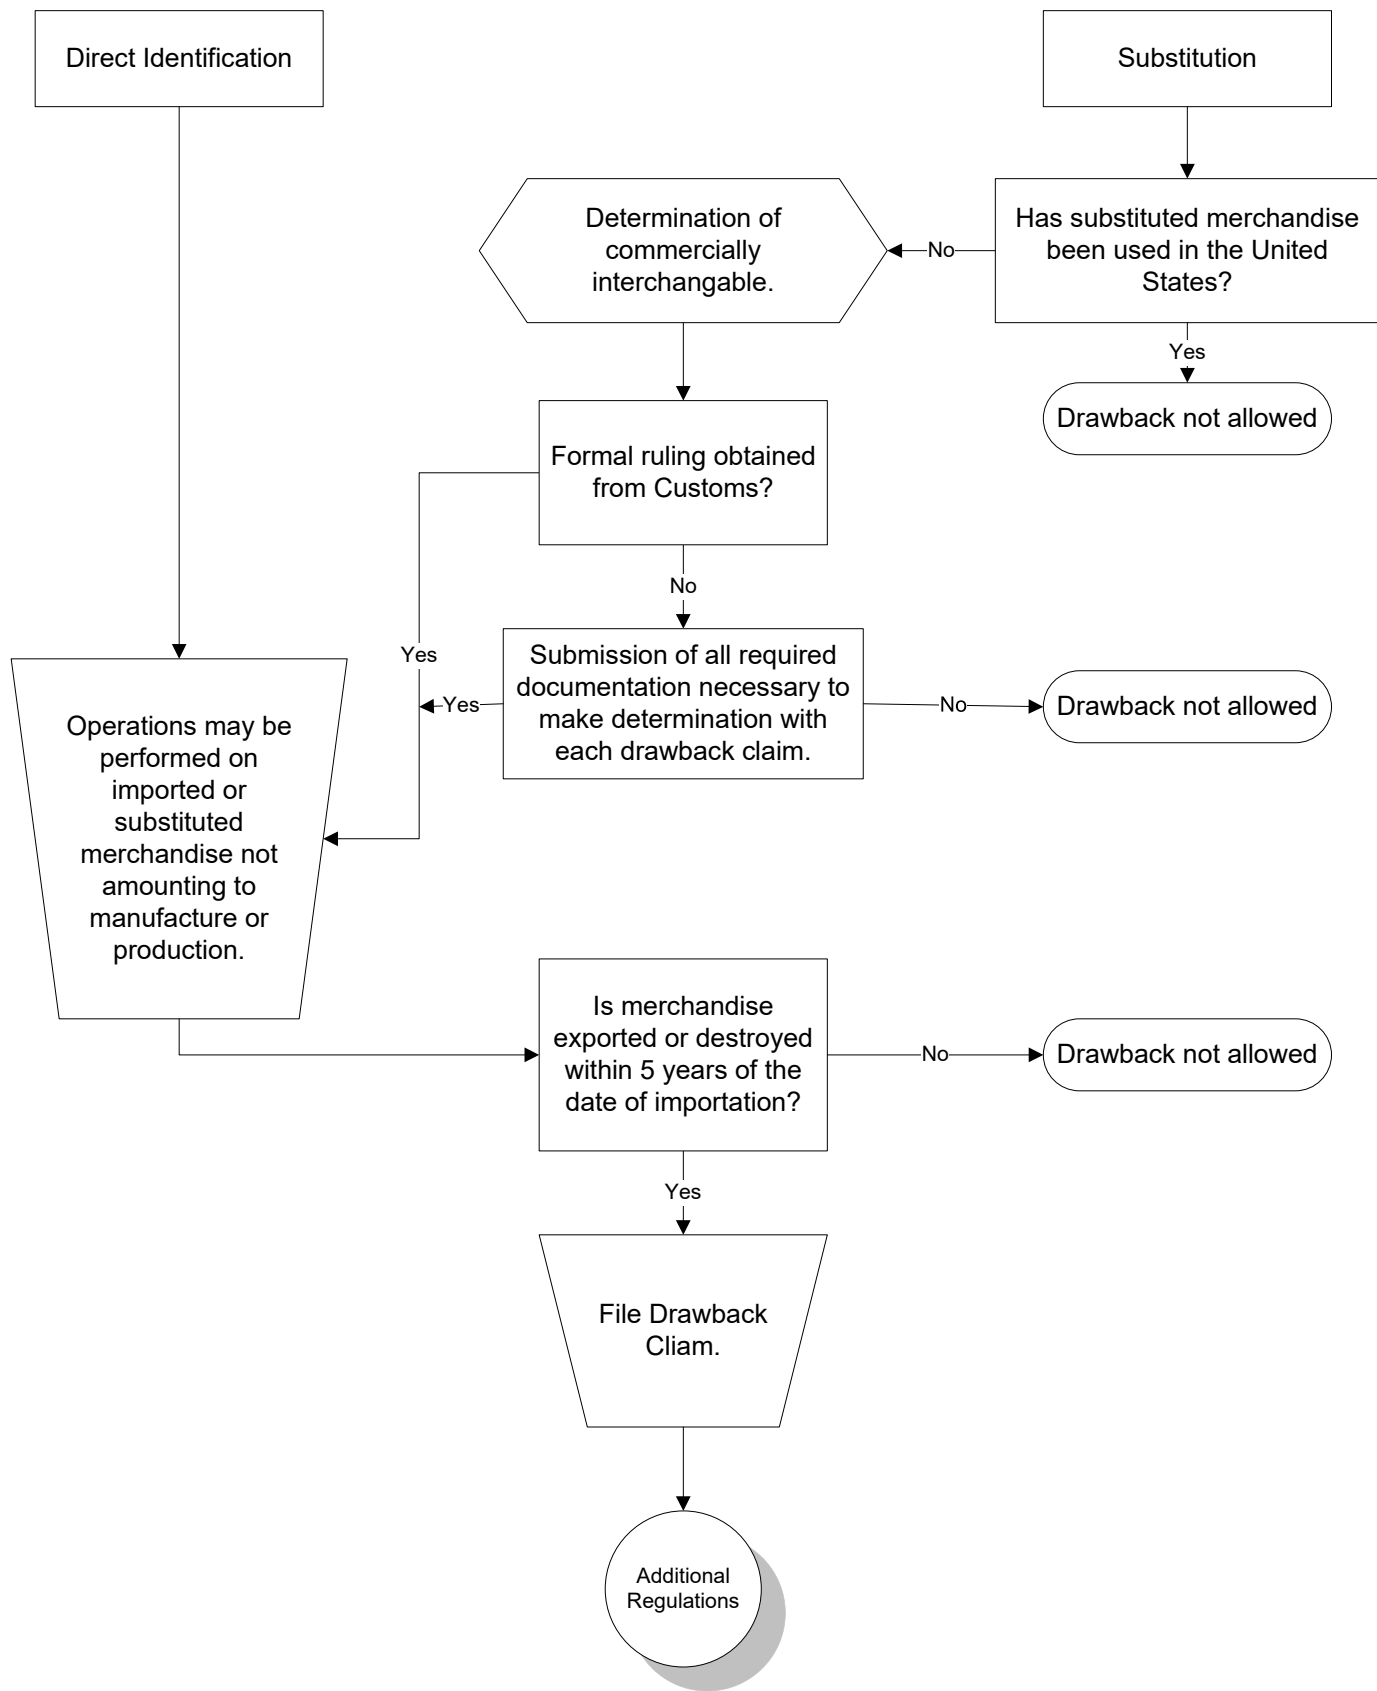 Direct Identification
Substitution
Determination of
commercially
interchangable.
No
Has substituted merchandise
been used in the United
States?
Yes
Drawback not allowed
Formal ruling obtained
from Customs?
No
Yes
Submission of all required
documentation necessary to
make determination with
each drawback claim.
Yes
No
Drawback not allowed
Operations may be
performed on
imported or
substituted
merchandise not
amounting to
manufacture or
production.
Is merchandise
exported or destroyed
within 5 years of the
date of importation?
No
Drawback not allowed
Yes
File Drawback
Cliam.
Additional
Regulations